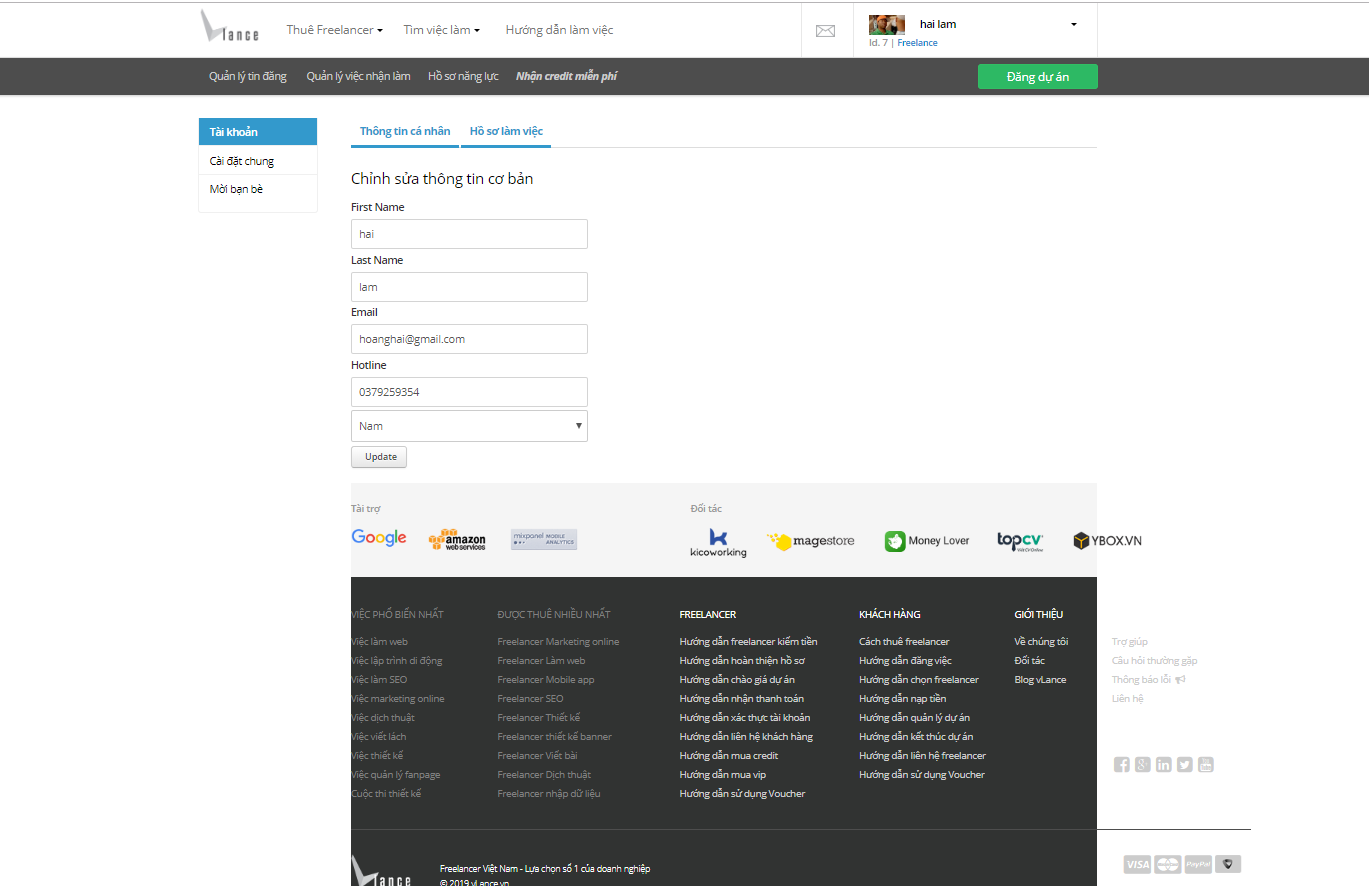 vlance
Thuê Freelancer
Tìm việc làm
Hướng dẫn làm việc
hai lam
Id. 7 | Freelance
Quản lý tin đăng
Quản lý việc nhận làm
Hồ sơ năng lực
Nhận credit miễn phí
Đăng dự án
Tài khoản
Cài đặt chung
Mời bạn bè
Thông tin cá nhân
Hồ sơ làm việc
Chỉnh sửa thông tin cơ bản
First Name
hai
Last Name
lam
Email
hoanghai@gmail.com
Hotline
0379259354
Nam
Update
Tài trợ
Đối tác
Google
amazon
web services
mixpanel MOBILE
ANALYTICS
kicoworking
magestore
Money Lover
topcv
YBOX.VN
VIỆC PHỔ BIẾN NHẤT
Việc làm web
Việc lập trình di động
Việc làm SEO
Việc marketing online
Việc dịch thuật
Việc viết lách
Việc thiết kế
Việc quản lý fanpage
Cuộc thi thiết kế
ĐƯỢC THUÊ NHIỀU NHẤT
Freelancer Marketing online
Freelancer Làm web
Freelancer Mobile app
Freelancer SEO
Freelancer Thiết kế
Freelancer thiết kế banner
Freelancer Viết bài
Freelancer Dịch thuật
Freelancer nhập dữ liệu
FREELANCER
Hướng dẫn freelancer kiếm tiền
Hướng dẫn hoàn thiện hồ sơ
Hướng dẫn chào giá dự án
Hướng dẫn nhận thanh toán
Hướng dẫn xác thực tài khoản
Hướng dẫn liên hệ khách hàng
Hướng dẫn mua credit
Hướng dẫn mua vip
Hướng dẫn sử dụng Voucher
KHÁCH HÀNG
Cách thuê freelancer
Hướng dẫn đăng việc
Hướng dẫn chọn freelancer
Hướng dẫn nạp tiền
Hướng dẫn quản lý dự án
Hướng dẫn kết thúc dự án
Hướng dẫn liên hệ freelancer
Hướng dẫn sử dụng Voucher
GIỚI THIỆU
Về chúng tôi
Đối tác
Blog vLance
Trợ giúp
Câu hỏi thường gặp
Thông báo lỗi
Liên hệ
VISA
PayPal
vlance
Freelancer Việt Nam - Lựa chọn số 1 của doanh nghiệp
© 2019 vLance.vn